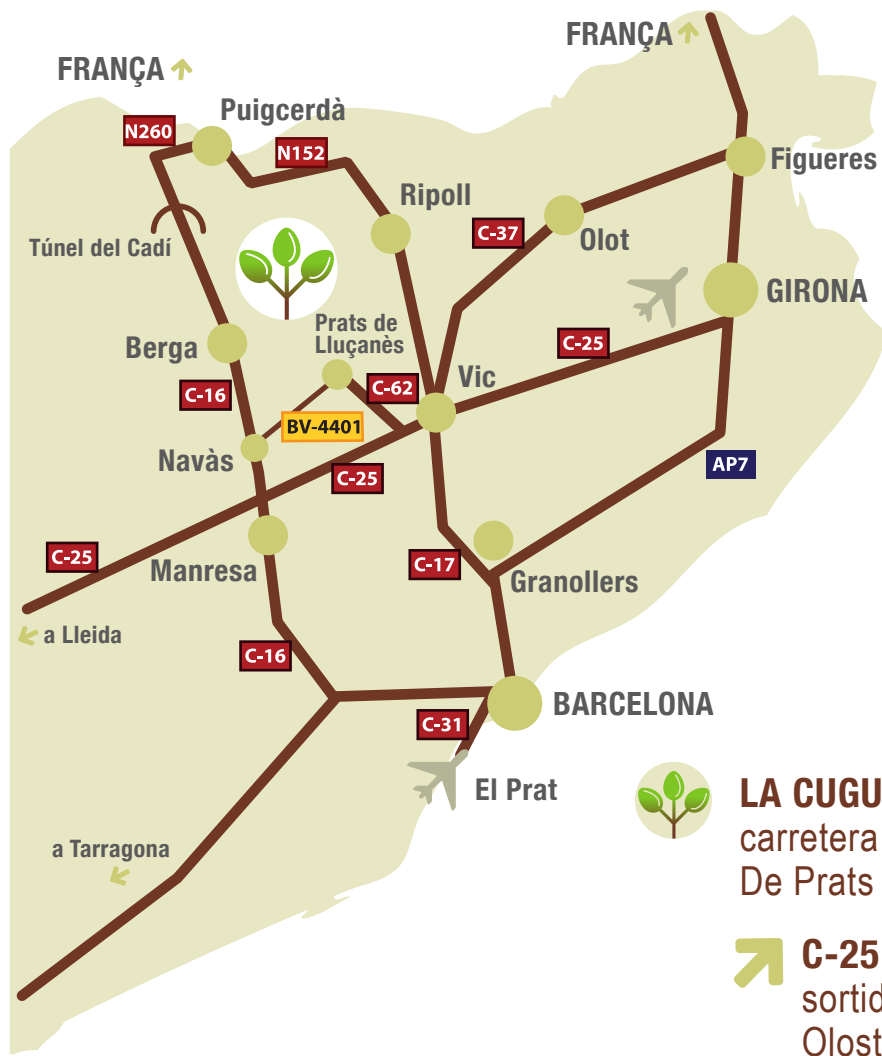 FRANÇA
FRANÇA
Puigcerdà
N260
N152
Figueres
Ripoll
C-37
Olot
Túnel del Cadí
GIRONA
Prats de
Lluçanès
Berga
C-25
Vic
C-62
C-16
BV-4401
Navàs
AP7
C-25
C-25
Manresa
C-17
Granollers
a Lleida
C-16
BARCELONA
C-31
El Prat
LA CUGU
carretera
De Prats
a Tarragona
C-25
sortid
Olost